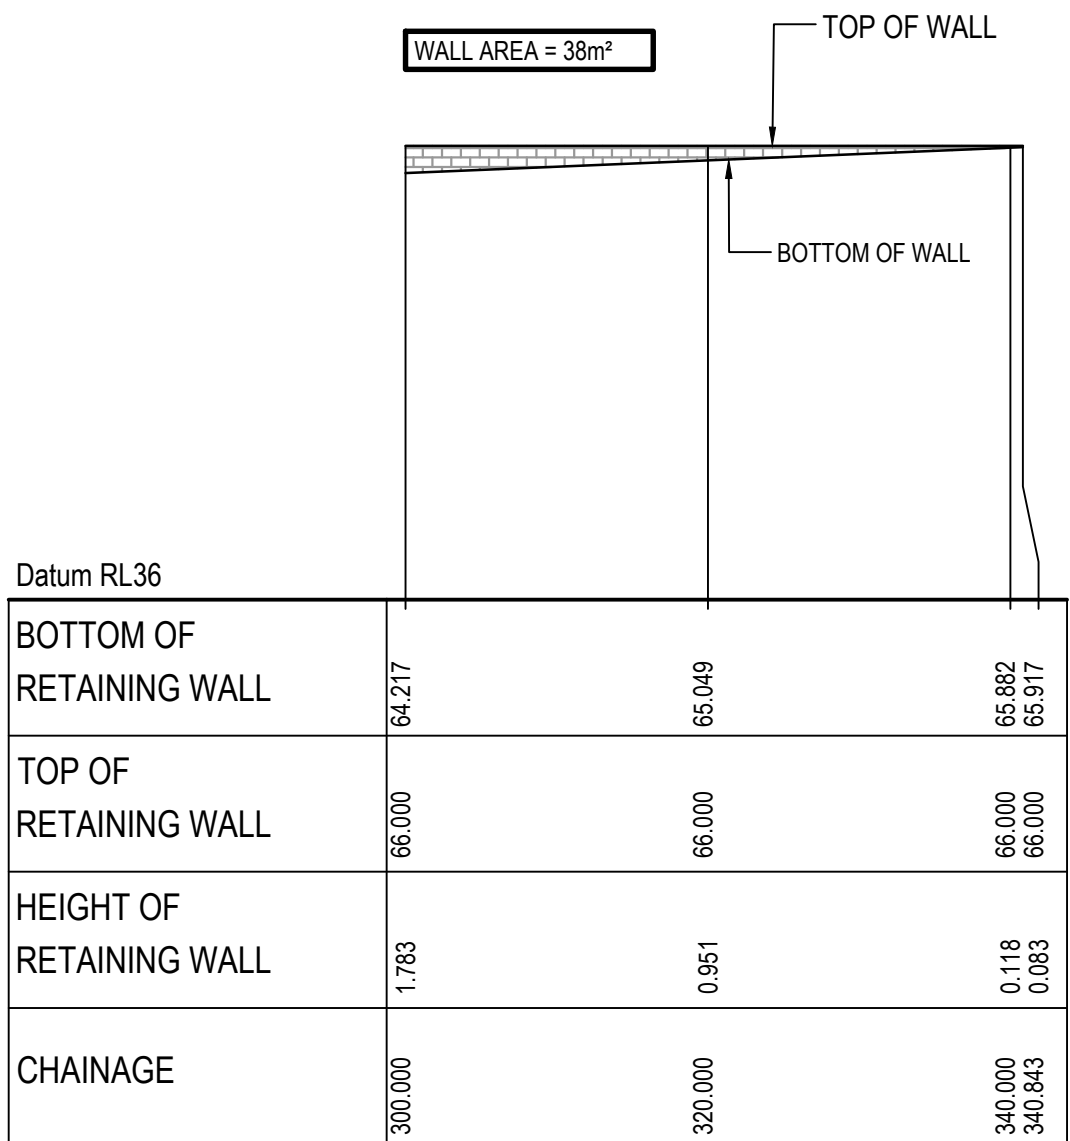 TOP OF WALL
WALL AREA = 38m²
BOTTOM OF WALL
Datum RL36
BOTTOM OF
RETAINING WALL
64.217
65.049
65.882
65.917
TOP OF
RETAINING WALL
66.000
66.000
66.000
66.000
HEIGHT OF
RETAINING WALL
1.783
0.951
0.118
0.083
CHAINAGE
300.000
320.000
340.000
340.843